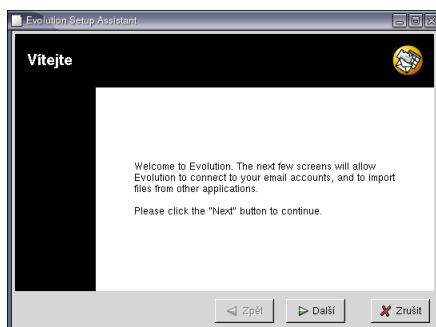 Evolution Setup Assistant
Vítejte
Welcome to Evolution. The next few screens will allow
Evolution to connect to your email accounts, and to import
files from other applications.
Please click the "Next" button to continue.
Zpět
Další
Zrušit